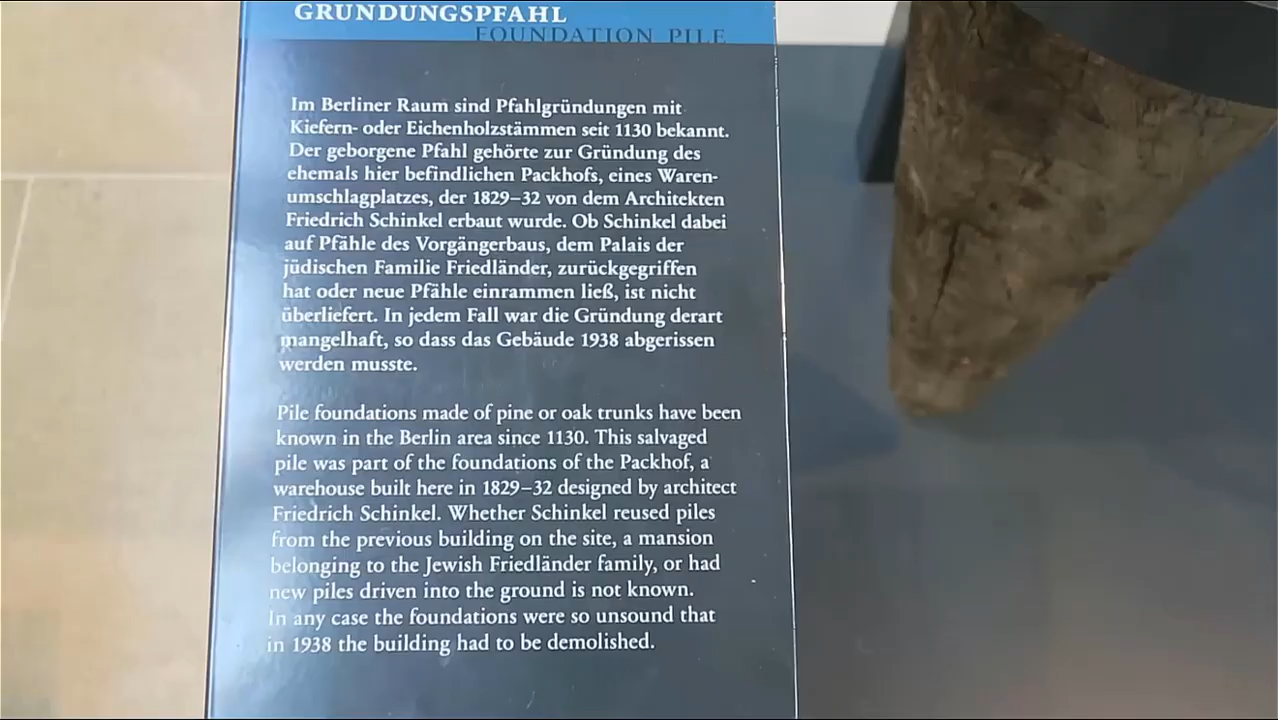 GRÜNDUNGSPFAHL
FOUNDATION PILE
Im Berliner Raum sind Pfahlgründungen mit
Kiefern- oder Eichenholzstämmen seit 1130 bekannt.
Der geborgene Pfahl gehörte zur Gründung des
ehemals hier befindlichen Packhofs, eines Waren-
umschlagplatzes, der 1829–32 von dem Architekten
Friedrich Schinkel erbaut wurde. Ob Schinkel dabei
auf Pfähle des Vorgängerbaus, dem Palais der
jüdischen Familie Friedländer, zurückgegriffen
hat oder neue Pfähle einrammen ließ, ist nicht
überliefert. In jedem Fall war die Gründung derart
mangelhaft, so dass das Gebäude 1938 abgerissen
werden musste.
Pile foundations made of pine or oak trunks have been
known in the Berlin area since 1130. This salvaged
pile was part of the foundations of the Packhof, a
warehouse built here in 1829–32 designed by architect
Friedrich Schinkel. Whether Schinkel reused piles
from the previous building on the site, a mansion
belonging to the Jewish Friedländer family, or had
new piles driven into the ground is not known.
In any case the foundations were so unsound that
in 1938 the building had to be demolished.